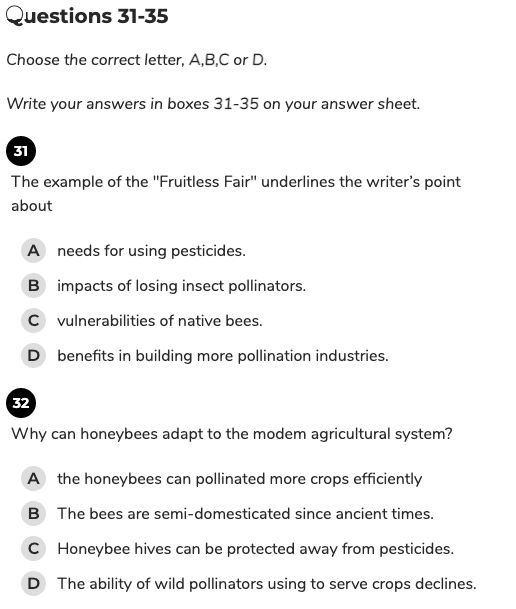 Questions 31-35
Choose the correct letter, A,B,C or D.
Write your answers in boxes 31-35 on your answer sheet.
31
The example of the "Fruitless Fair" underlines the writer's point
about
A needs for using pesticides.
B impacts of losing insect pollinators.
C vulnerabilities of native bees.
D benefits in building more pollination industries.
32
Why can honeybees adapt to the modem agricultural system?
A the honeybees can pollinated more crops efficiently
B The bees are semi-domesticated since ancient times.
C Honeybee hives can be protected away from pesticides.
D The ability of wild pollinators using to serve crops declines.